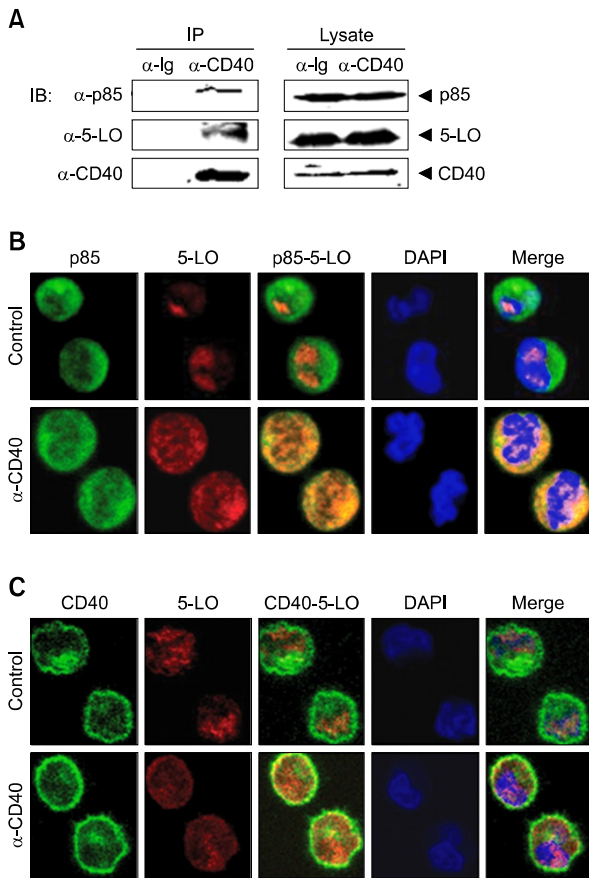 A
IP Lysate
α-Ig α-CD40 α-Ig α-CD40
IB: α-p85 p85
α-5-LO 5-LO
α-CD40 CD40
B
p85 5-LO p85-5-LO DAPI Merge
Control
α-CD40
C
CD40 5-LO CD40-5-LO DAPI Merge
Control
α-CD40